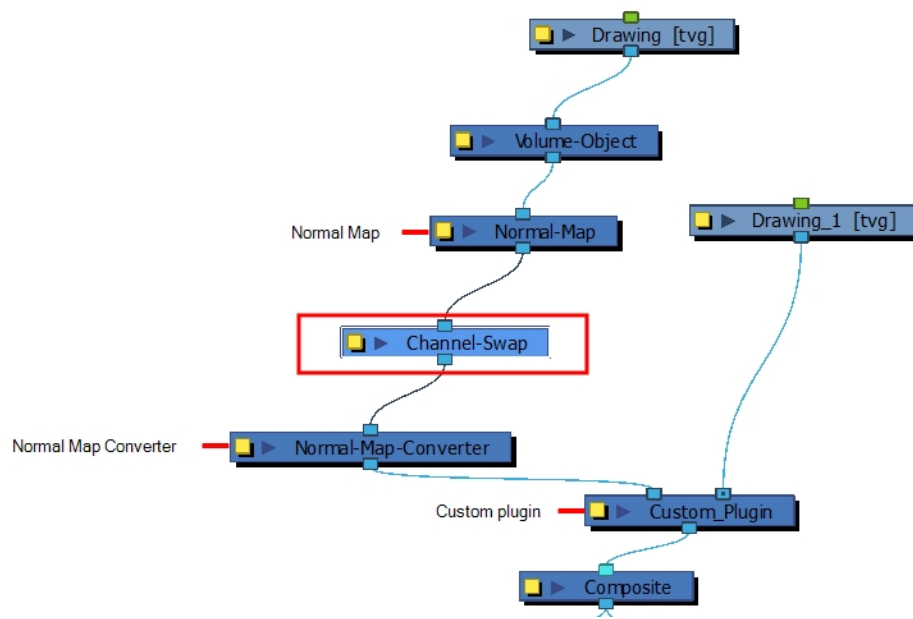 Drawing [tvg]
Volume-Object
Normal Map
Normal-Map
Drawing_1 [tvg]
Channel-Swap
Normal Map Converter
Normal-Map-Converter
Custom plugin
Custom_Plugin
Composite